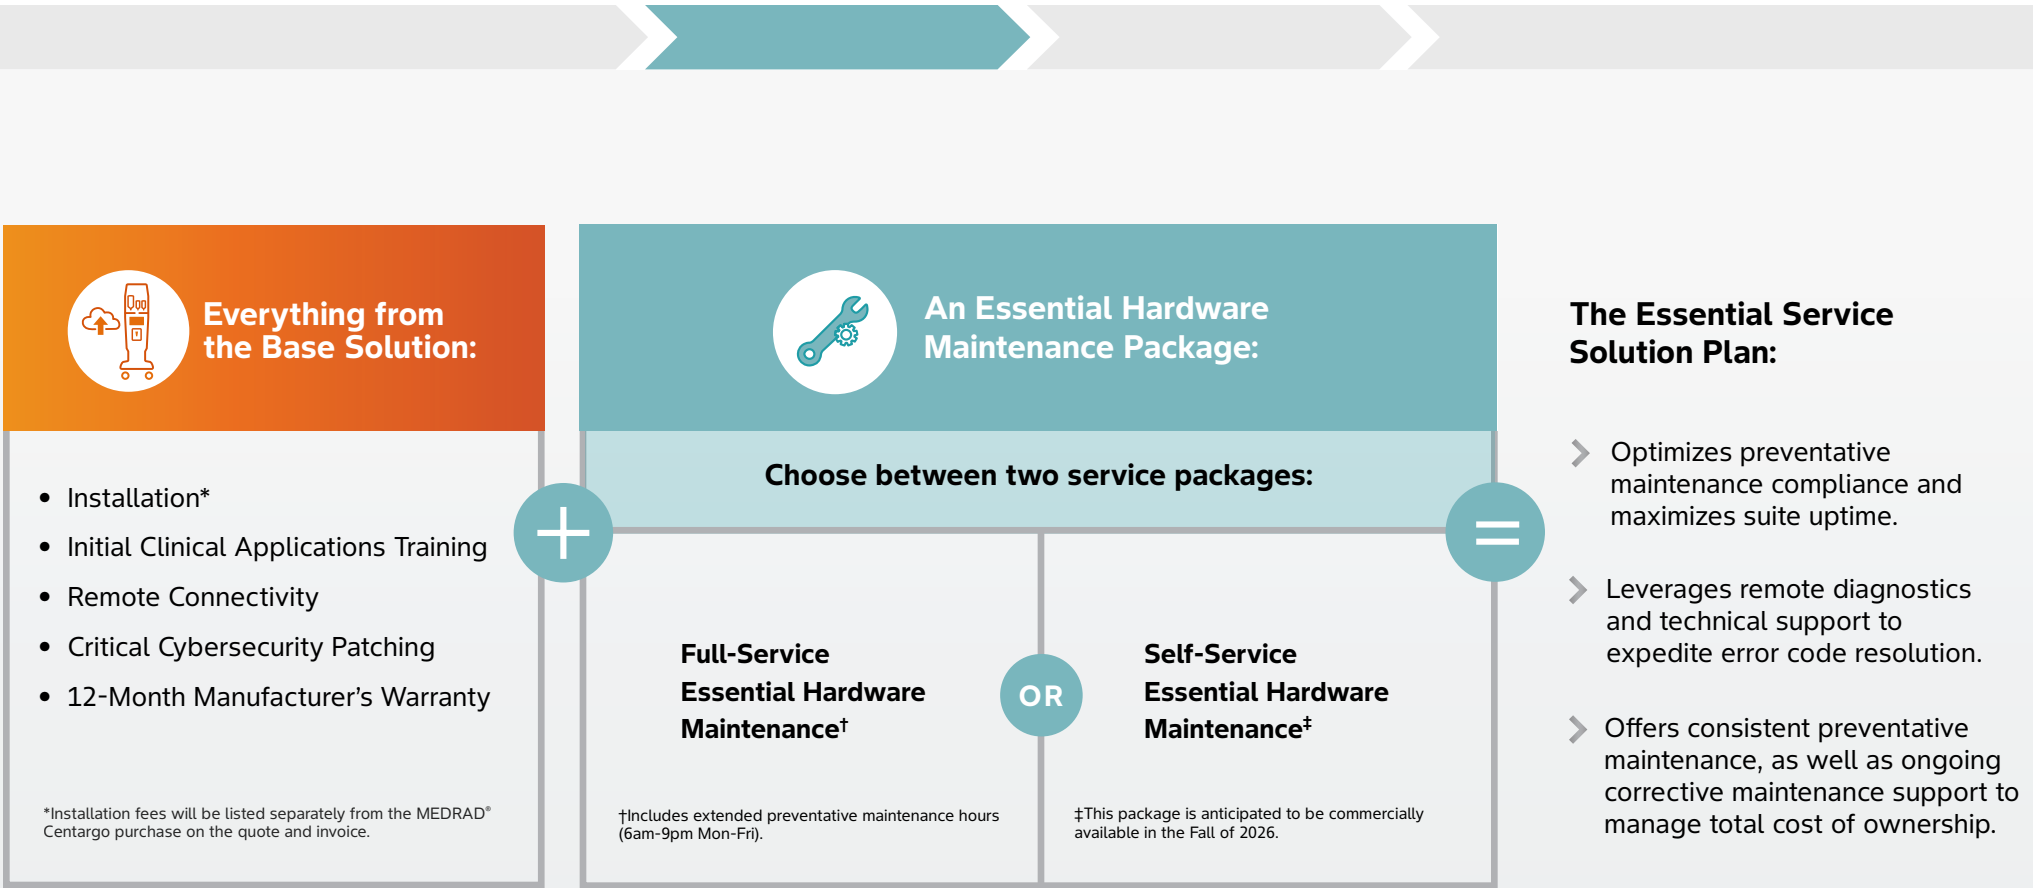 Everything from
the Base Solution:
• Installation*
• Initial Clinical Applications Training
• Remote Connectivity
• Critical Cybersecurity Patching
• 12-Month Manufacturer’s Warranty
*Installation fees will be listed separately from the MEDRAD®
Centargo purchase on the quote and invoice.
+
An Essential Hardware
Maintenance Package:
Choose between two service packages:
Full-Service
Essential Hardware
Maintenance†
†Includes extended preventative maintenance hours
(6am-9pm Mon-Fri).
OR
Self-Service
Essential Hardware
Maintenance‡
‡This package is anticipated to be commercially
available in the Fall of 2026.
=
The Essential Service
Solution Plan:
Optimizes preventative
maintenance compliance and
maximizes suite uptime.
Leverages remote diagnostics
and technical support to
expedite error code resolution.
Offers consistent preventative
maintenance, as well as ongoing
corrective maintenance support to
manage total cost of ownership.